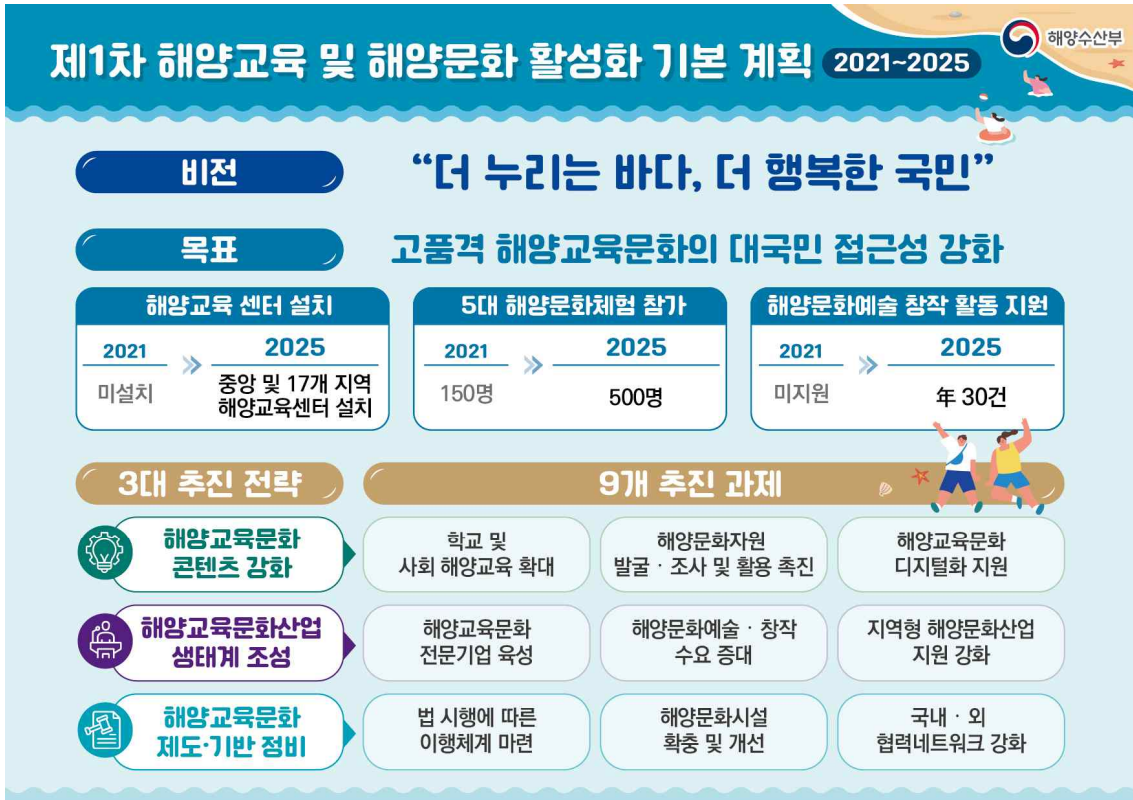 제1차 해양교육 및 해양문화 활성화 기본 계획 2021~2025
해양수산부
비전
“더 누리는 바다, 더 행복한 국민”
목표
고품격 해양교육문화의 대국민 접근성 강화
해양교육 센터 설치
2021
2025
미설치
중앙 및 17개 지역
해양교육센터 설치
5대 해양문화체험 참가
2021
2025
150명
500명
해양문화예술 창작 활동 지원
2021
2025
미지원
年 30건
3대 추진 전략
9개 추진 과제
해양교육문화
콘텐츠 강화
학교 및
사회 해양교육 확대
해양문화자원
발굴 · 조사 및 활용 촉진
해양교육문화
디지털화 지원
해양교육문화산업
생태계 조성
해양교육문화
전문기업 육성
해양문화예술 · 창작
수요 증대
지역형 해양문화산업
지원 강화
해양교육문화
제도·기반 정비
법 시행에 따른
이행체계 마련
해양문화시설
확충 및 개선
국내 · 외
협력네트워크 강화